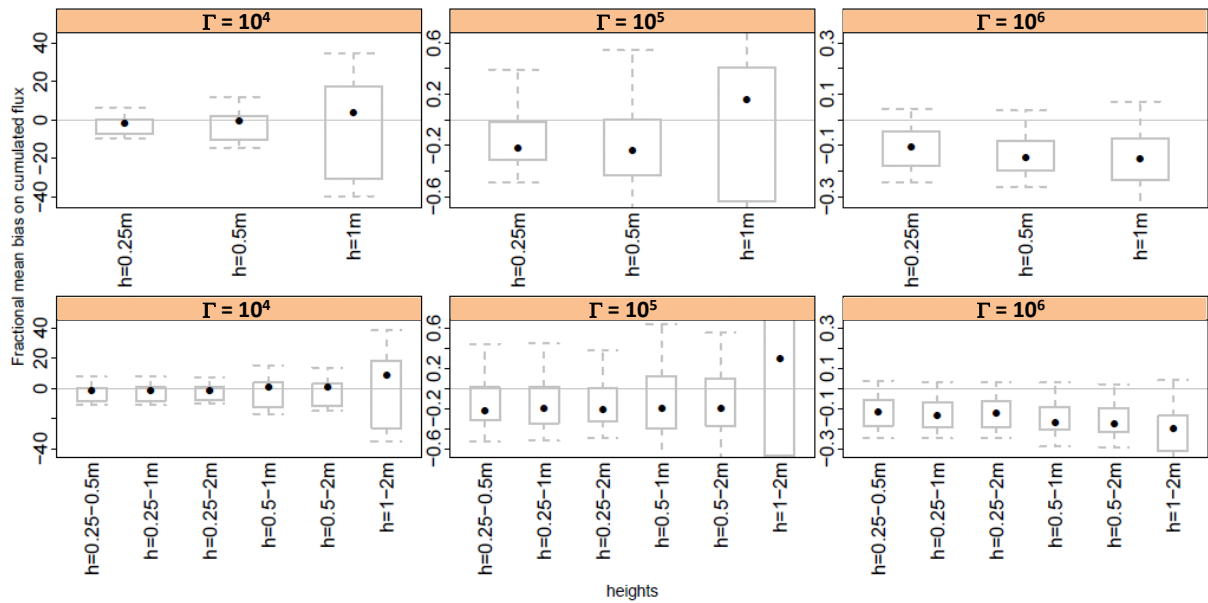 Fractional mean bias on cumulated flux
Γ = 10⁴
40
20
0
−20
−40
h=0.25m
h=0.5m
h=1m
Γ = 10⁵
0.6
0.2
−0.2
−0.6
h=0.25m
h=0.5m
h=1m
Γ = 10⁶
0.3
0.1
−0.1
−0.3
h=0.25m
h=0.5m
h=1m
Γ = 10⁴
40
20
0
−40
h=0.25−0.5m
h=0.25−1m
h=0.25−2m
h=0.5−1m
h=0.5−2m
h=1−2m
Γ = 10⁵
0.6
0.2
−0.2
−0.6
h=0.25−0.5m
h=0.25−1m
h=0.25−2m
h=0.5−1m
h=0.5−2m
h=1−2m
Γ = 10⁶
0.3
0.1
−0.1
−0.3
h=0.25−0.5m
h=0.25−1m
h=0.25−2m
h=0.5−1m
h=0.5−2m
h=1−2m
heights